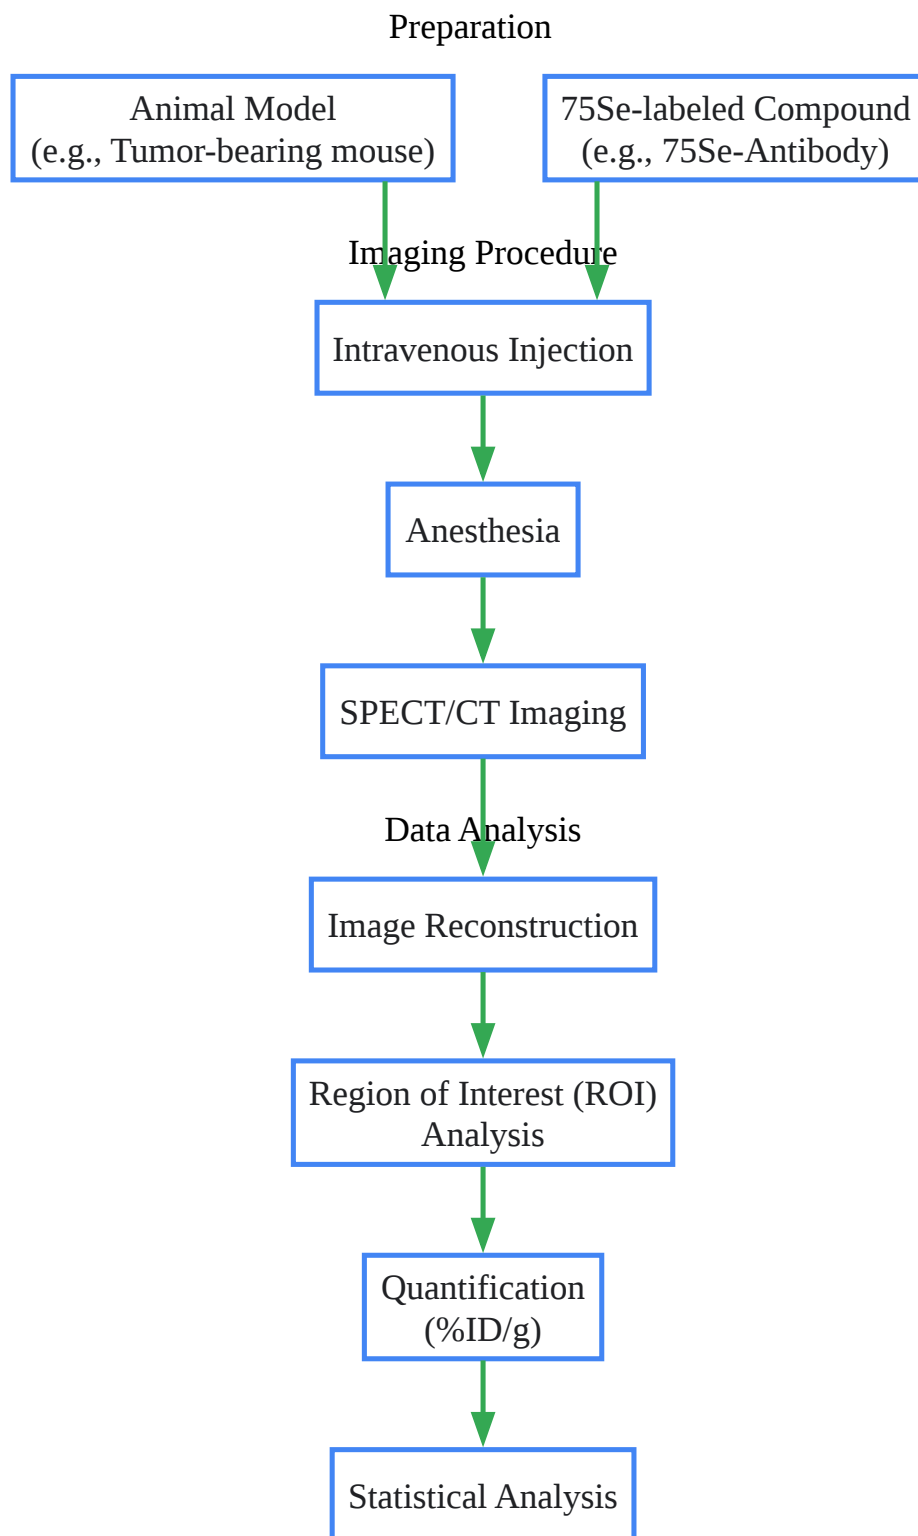 Preparation
Animal Model
(e.g., Tumor-bearing mouse)
75Se-labeled Compound
(e.g., 75Se-Antibody)
Imaging Procedure
Intravenous Injection
Anesthesia
SPECT/CT Imaging
Data Analysis
Image Reconstruction
Region of Interest (ROI)
Analysis
Quantification
(%ID/g)
Statistical Analysis